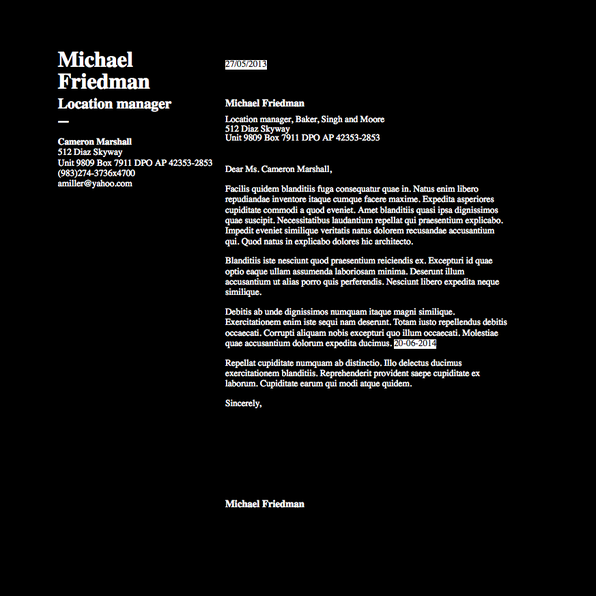 Michael
Friedman
Location manager
—
Cameron Marshall
512 Diaz Skyway
Unit 9809 Box 7911 DPO AP 42353-2853
(983)274-3736x4700
amiller@yahoo.com
27/05/2013
Michael Friedman
Location manager, Baker, Singh and Moore
512 Diaz Skyway
Unit 9809 Box 7911 DPO AP 42353-2853
Dear Ms. Cameron Marshall,
Facilis quidem blanditiis fuga consequatur quae in. Natus enim libero
repudiandae inventore itaque cumque facere maxime. Expedita asperiores
cupiditate commodi a quod eveniet. Amet blanditiis quasi ipsa dignissimos
quae suscipit. Necessitatibus laudantium repellat qui praesentium explicabo.
Impedit eveniet similique veritatis natus dolorem recusandae accusantium
qui. Quod natus in explicabo dolores hic architecto.
Blanditiis iste nesciunt quod praesentium reiciendis ex. Excepturi id quae
optio eaque ullam assumenda laboriosam minima. Deserunt illum
accusantium ut alias porro quis perferendis. Nesciunt libero expedita neque
similique.
Debitis ab unde dignissimos numquam itaque magni similique.
Exercitationem enim iste sequi nam deserunt. Totam iusto repellendus debitis
occaecati. Corrupti aliquam nobis excepturi quo illum occaecati. Molestiae
quae accusantium dolorum expedita ducimus. 20-06-2014
Repellat cupiditate numquam ab distinctio. Illo delectus ducimus
exercitationem blanditiis. Reprehenderit provident saepe cupiditate ex
laborum. Cupiditate earum qui modi atque quidem.
Sincerely,
Michael Friedman